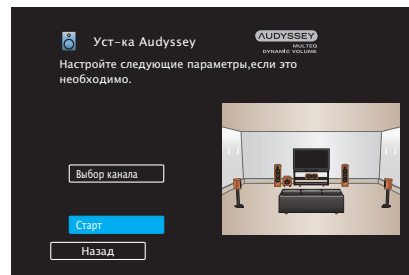 Уст-ка Audyssey
AUDYSSEY
MULTEQ
DYNAMIC VOLUME
Настройте следующие параметры,если это
необходимо.
Выбор канала
Старт
Назад